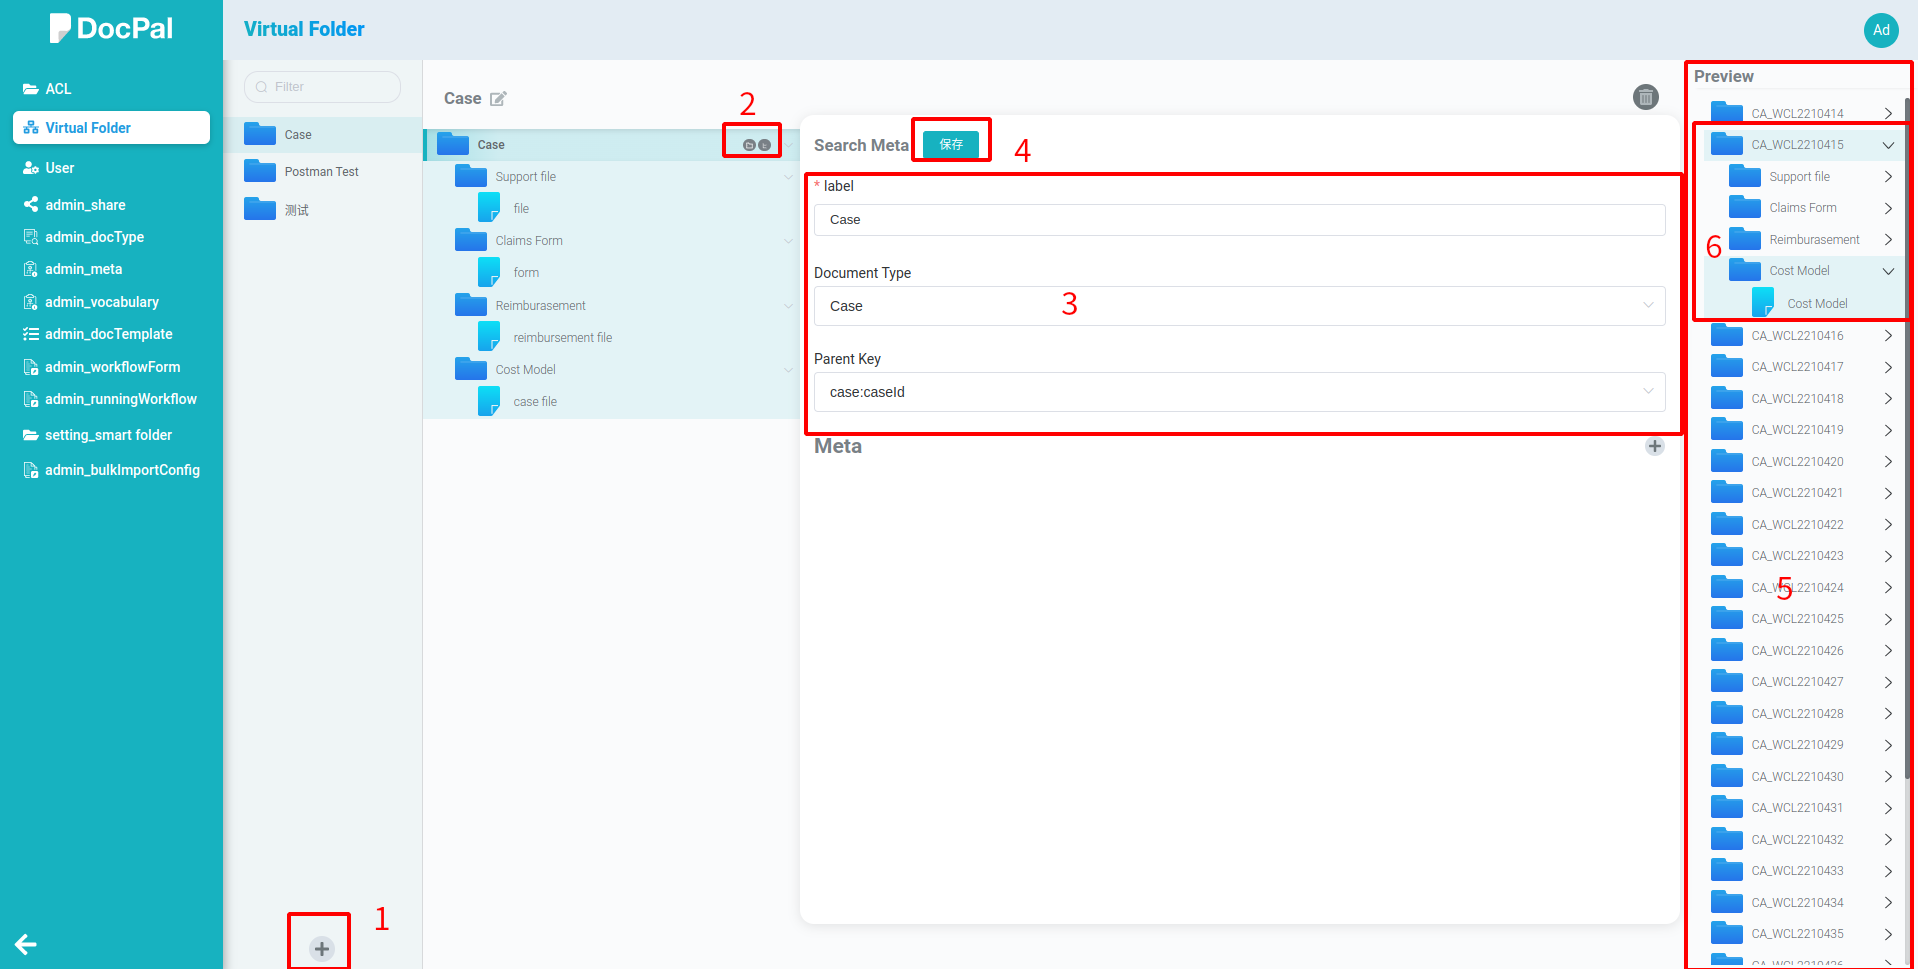 DocPal
Virtual Folder
Ad
ACL
Virtual Folder
User
admin_share
admin_docType
admin_meta
admin_vocabulary
admin_docTemplate
admin_workflowForm
admin_runningWorkflow
setting_smart folder
admin_bulkImportConfig
Filter
Case
Postman Test
测试
1
Case
2
Case
Support file
file
Claims Form
form
Reimburasement
reimbursement file
Cost Model
case file
Search Meta
保存
4
* label
Case
Document Type
Case
3
Parent Key
case:caseId
Meta
Preview
CA_WCL2210414
CA_WCL2210415
Support file
Claims Form
Reimburasement
6
Cost Model
Cost Model
CA_WCL2210416
CA_WCL2210417
CA_WCL2210418
CA_WCL2210419
CA_WCL2210420
CA_WCL2210421
CA_WCL2210422
CA_WCL2210423
CA_WCL2210424
5
CA_WCL2210425
CA_WCL2210426
CA_WCL2210427
CA_WCL2210428
CA_WCL2210429
CA_WCL2210430
CA_WCL2210431
CA_WCL2210432
CA_WCL2210433
CA_WCL2210434
CA_WCL2210435